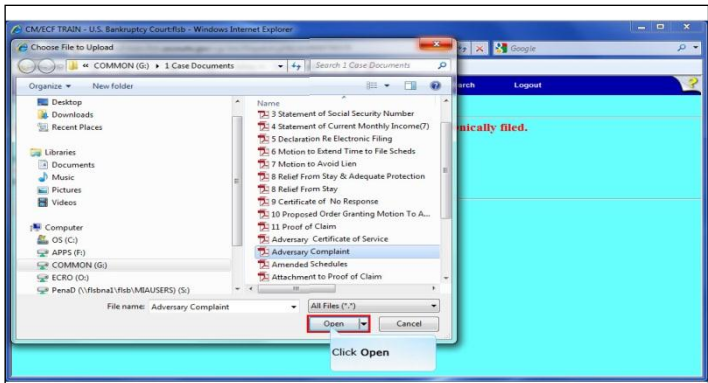 CM/ECF TRAIN - U.S. Bankruptcy Court:flsb - Windows Internet Explorer
Choose File to Upload
Google
« COMMON (G:) ▸ 1 Case Documents
Search 1 Case Documents
Organize
New folder
arch
Logout
?
Desktop
Downloads
Recent Places
Libraries
Documents
Music
Pictures
Videos
Computer
OS (C:)
APPS (F:)
COMMON (G:)
ECRO (O:)
PenaD (\\flsbna1\flsb\MIAUSERS) (S:)
Name
3 Statement of Social Security Number
4 Statement of Current Monthly Income(7)
5 Declaration Re Electronic Filing
6 Motion to Extend Time to File Scheds
7 Motion to Avoid Lien
8 Relief From Stay & Adequate Protection
8 Relief From Stay
9 Certificate of No Response
10 Proposed Order Granting Motion To A...
11 Proof of Claim
Adversary Certificate of Service
Adversary Complaint
Amended Schedules
Attachment to Proof of Claim
nically filed.
File name: Adversary Complaint
All Files (*.*)
Open
Cancel
Click Open